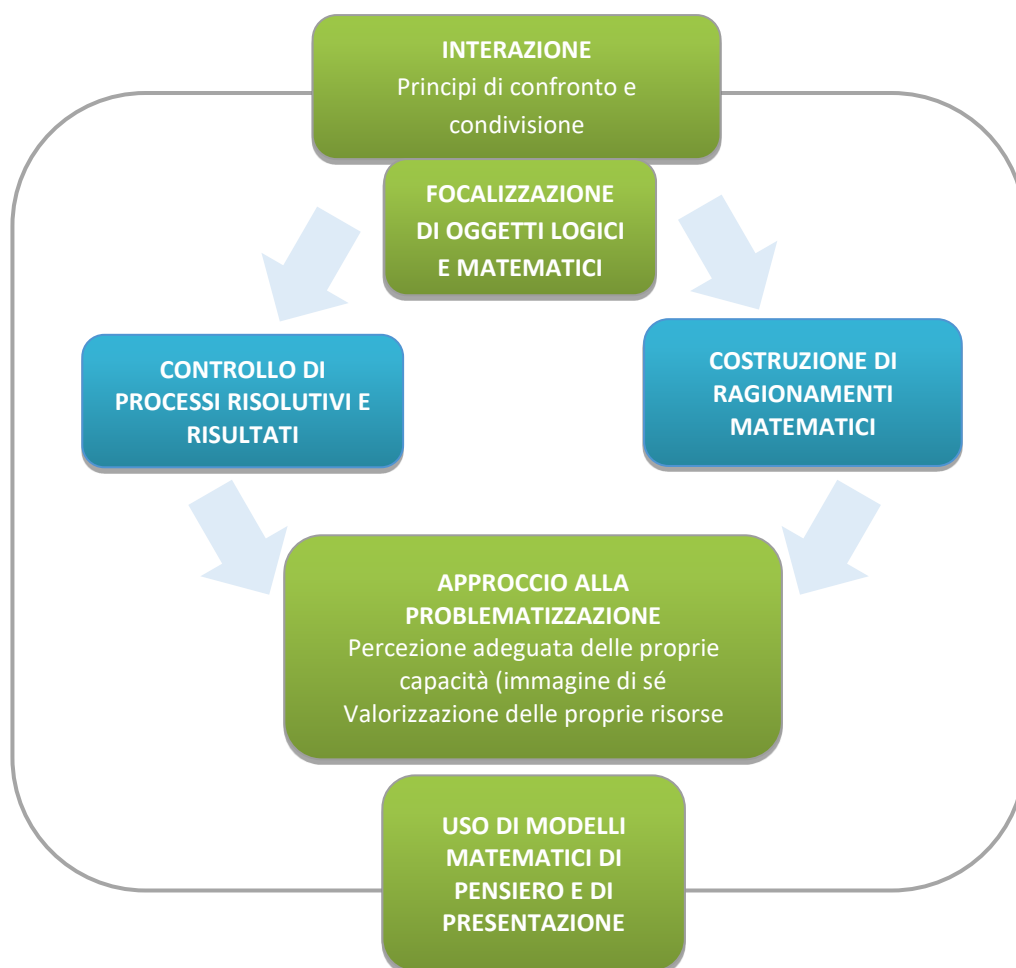 INTERAZIONE
Principi di confronto e
condivisione
FOCALIZZAZIONE
DI OGGETTI LOGICI
E MATEMATICI
CONTROLLO DI
PROCESSI RISOLUTIVI E
RISULTATI
COSTRUZIONE DI
RAGIONAMENTI
MATEMATICI
APPROCCIO ALLA
PROBLEMATIZZAZIONE
Percezione adeguata delle proprie
capacità (immagine di sé
Valorizzazione delle proprie risorse
USO DI MODELLI
MATEMATICI DI
PENSIERO E DI
PRESENTAZIONE